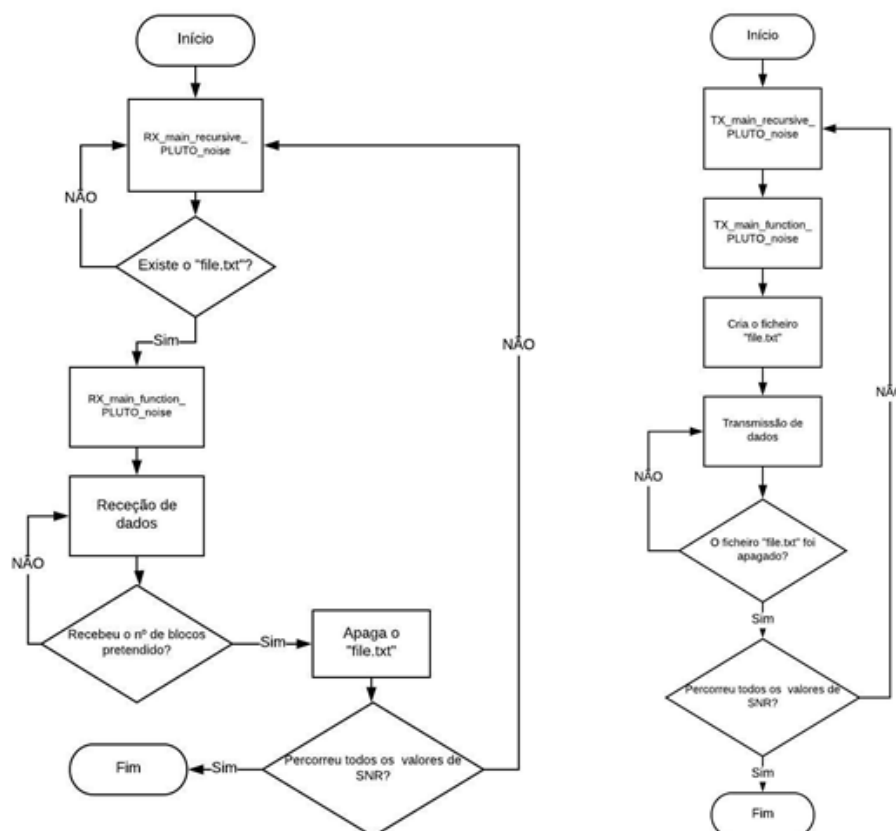 Início
RX_main_recursive_
PLUTO_noise
NÃO
Existe o "file.txt"?
Sim
NÃO
RX_main_function_
PLUTO_noise
Receção de
dados
NÃO
Recebeu o nº de blocos
pretendido?
Sim
Apaga o
"file.txt"
Percorreu todos os valores de
SNR?
Sim
Fim
Início
TX_main_recursive_
PLUTO_noise
TX_main_function_
PLUTO_noise
Cria o ficheiro
"file.txt"
NÃO
Transmissão de
dados
NÃO
O ficheiro "file.txt" foi
apagado?
Sim
Percorreu todos os valores de
SNR?
Sim
Fim